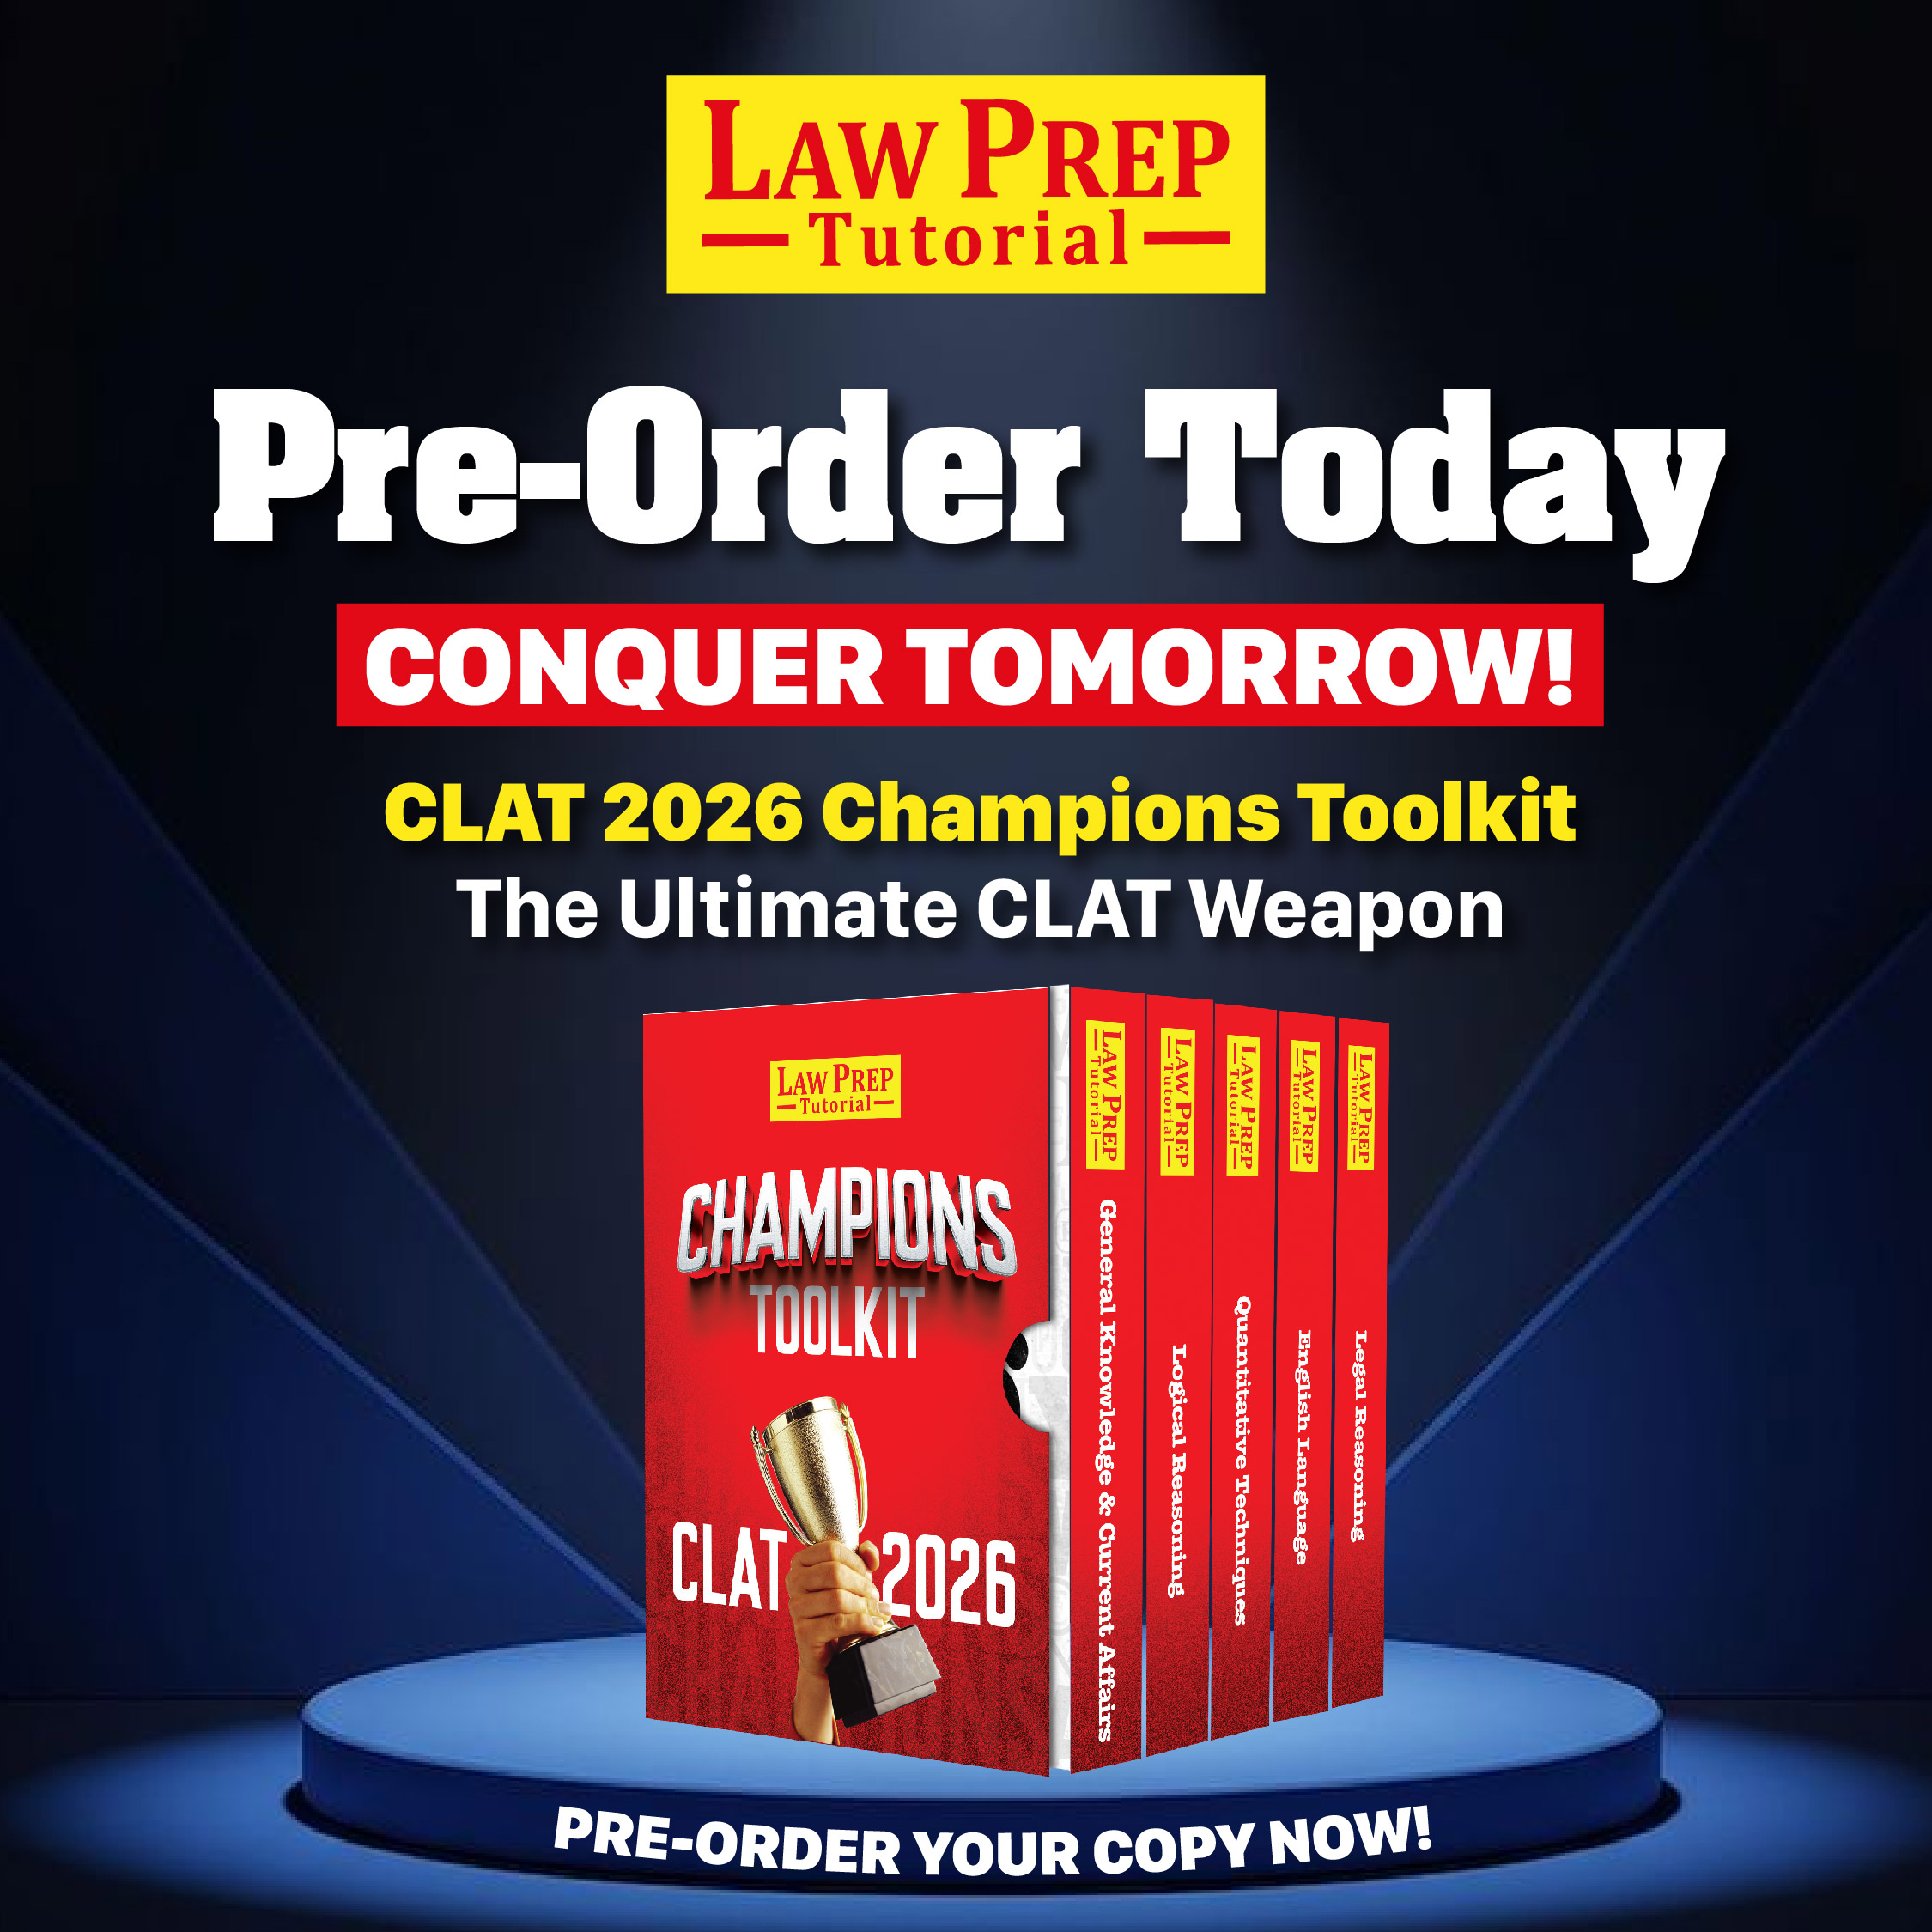 LAW PREP
Tutorial
Pre-Order Today
CONQUER TOMORROW!
CLAT 2026 Champions Toolkit
The Ultimate CLAT Weapon
LAW PREP
Tutorial
CHAMPIONS
TOOLKIT
CLAT 2026
LAW PREP
Tutorial
General Knowledge & Current Affairs
LAW PREP
Tutorial
Logical Reasoning
LAW PREP
Tutorial
Quantitative Techniques
LAW PREP
Tutorial
English Language
LAW PREP
Tutorial
Legal Reasoning
PRE-ORDER YOUR COPY NOW!